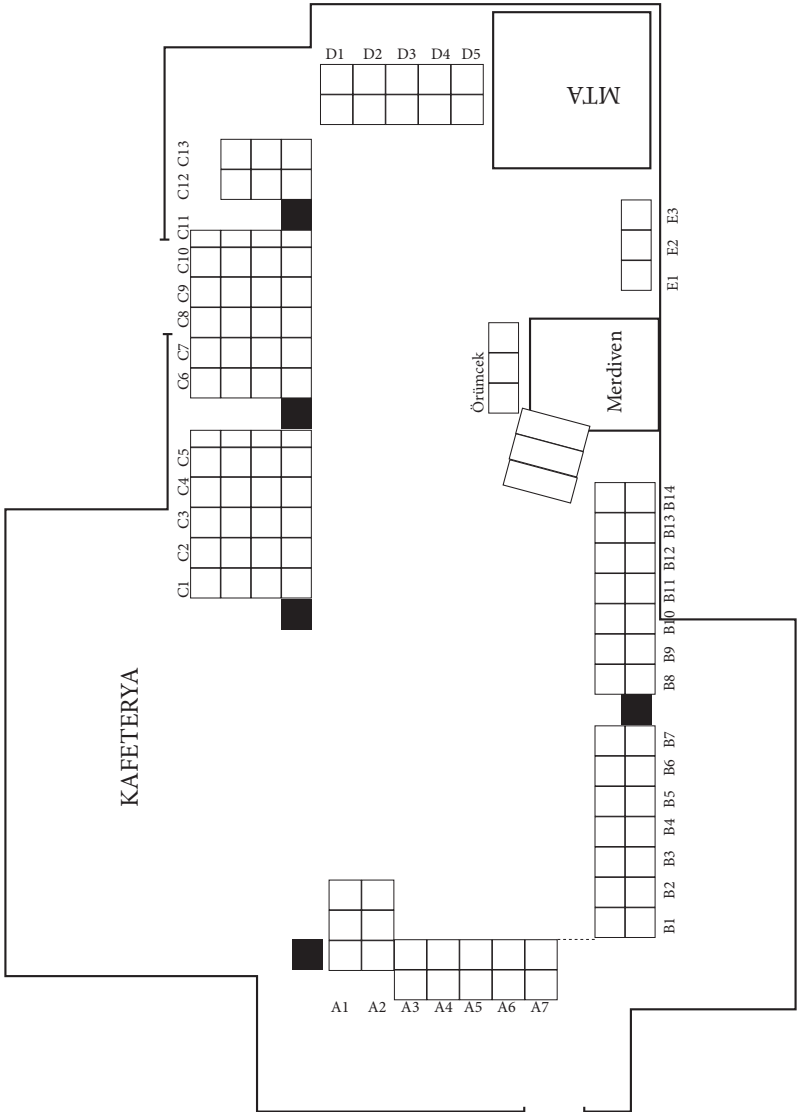 D1 D2 D3 D4 D5
MTA
C13
C12
C11
C10
C9
C8
C7
C6
C5
C4
C3
C2
C1
E3
E2
E1
Örümcek
Merdiven
B14
B13
B12
B11
B10
B9
B8
B7
B6
B5
B4
B3
B2
B1
KAFETERYA
A1 A2 A3 A4 A5 A6 A7